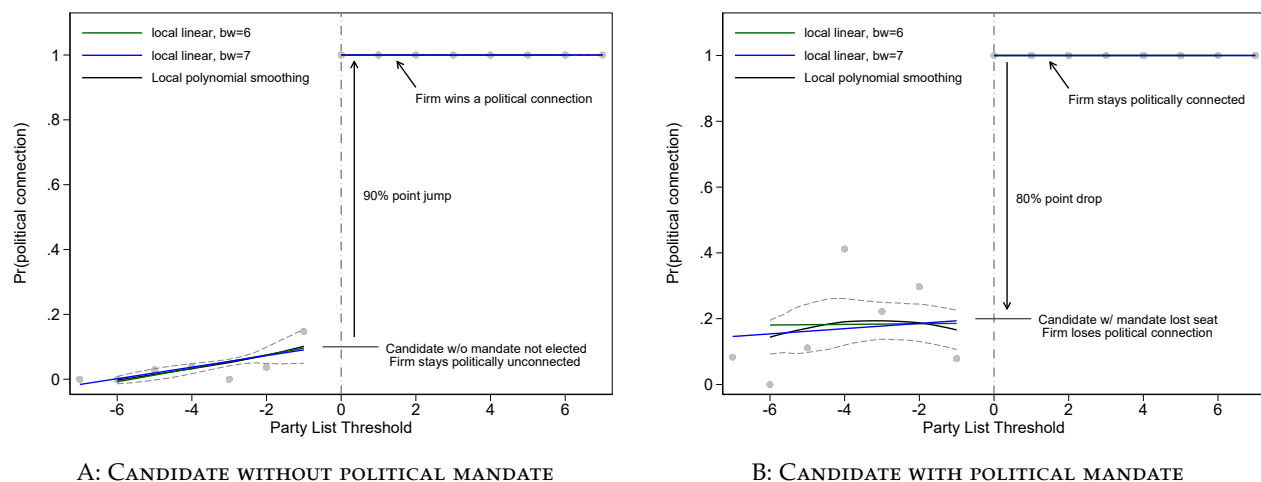 local linear, bw=6
local linear, bw=7
Local polynomial smoothing
Firm wins a political connection
90% point jump
Candidate w/o mandate not elected
Firm stays politically unconnected
Pr(political connection)
1
.8
.6
.4
.2
0
-6
-4
-2
0
2
4
6
Party List Threshold
A: CANDIDATE WITHOUT POLITICAL MANDATE
local linear, bw=6
local linear, bw=7
Local polynomial smoothing
Firm stays politically connected
80% point drop
Candidate w/ mandate lost seat
Firm loses political connection
Pr(political connection)
1
.8
.6
.4
.2
0
-6
-4
-2
0
2
4
6
Party List Threshold
B: CANDIDATE WITH POLITICAL MANDATE